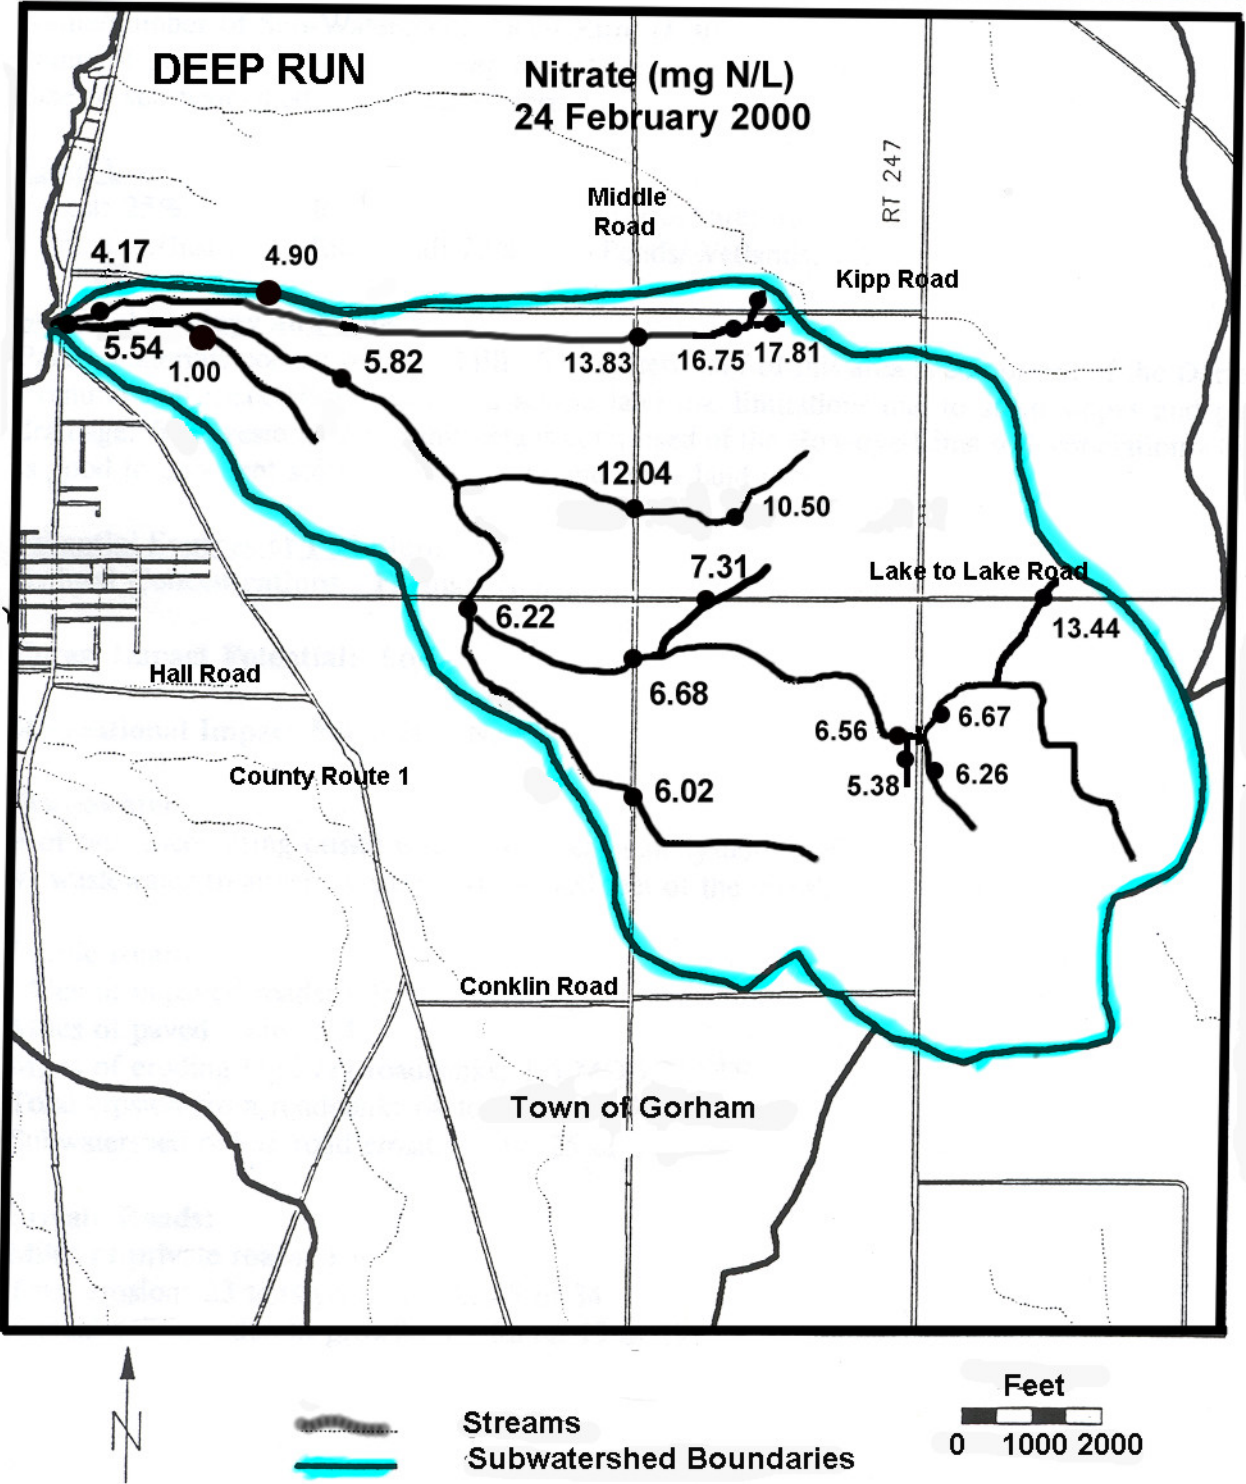 DEEP RUN
Nitrate (mg N/L)
24 February 2000
RT 247
Middle
Road
4.17
4.90
Kipp Road
5.54
1.00
5.82
13.83
16.75
17.81
12.04
10.50
7.31
Lake to Lake Road
6.22
13.44
Hall Road
6.68
6.56
6.67
County Route 1
5.38
6.26
6.02
Conklin Road
Town of Gorham
N
Feet
Streams
0 1000 2000
Subwatershed Boundaries